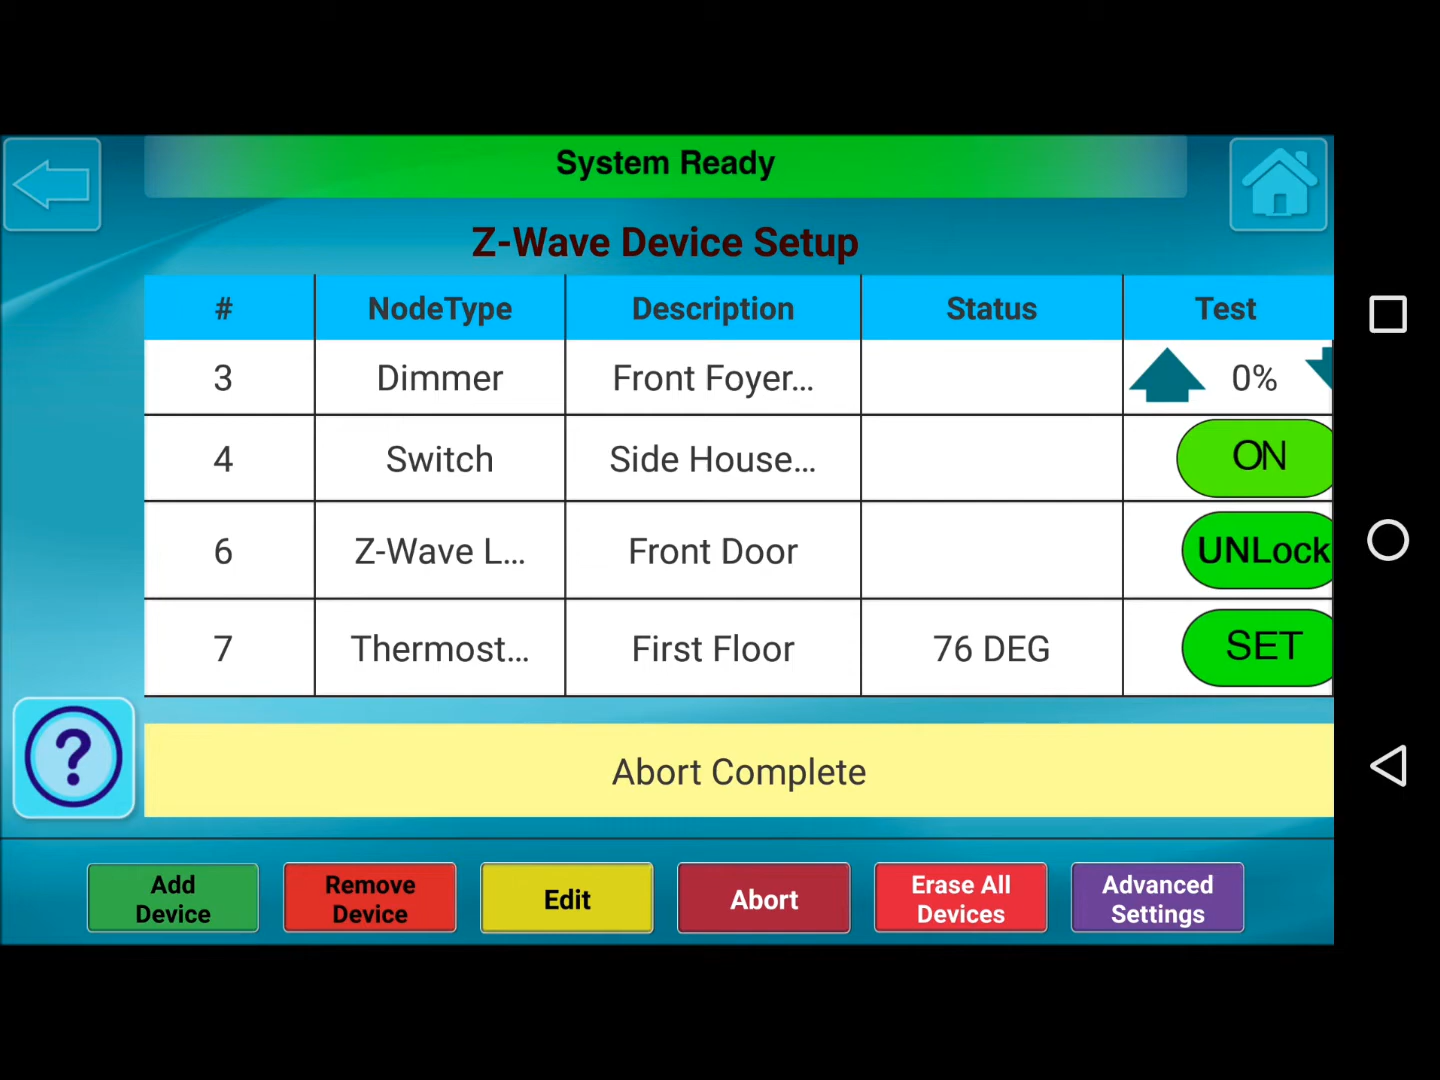 System Ready
Z-Wave Device Setup
# NodeType Description Status Test
3 Dimmer Front Foyer... 0%
4 Switch Side House... ON
6 Z-Wave L... Front Door UNLock
7 Thermost... First Floor 76 DEG SET
?
Abort Complete
Add Device
Remove Device
Edit
Abort
Erase All Devices
Advanced Settings